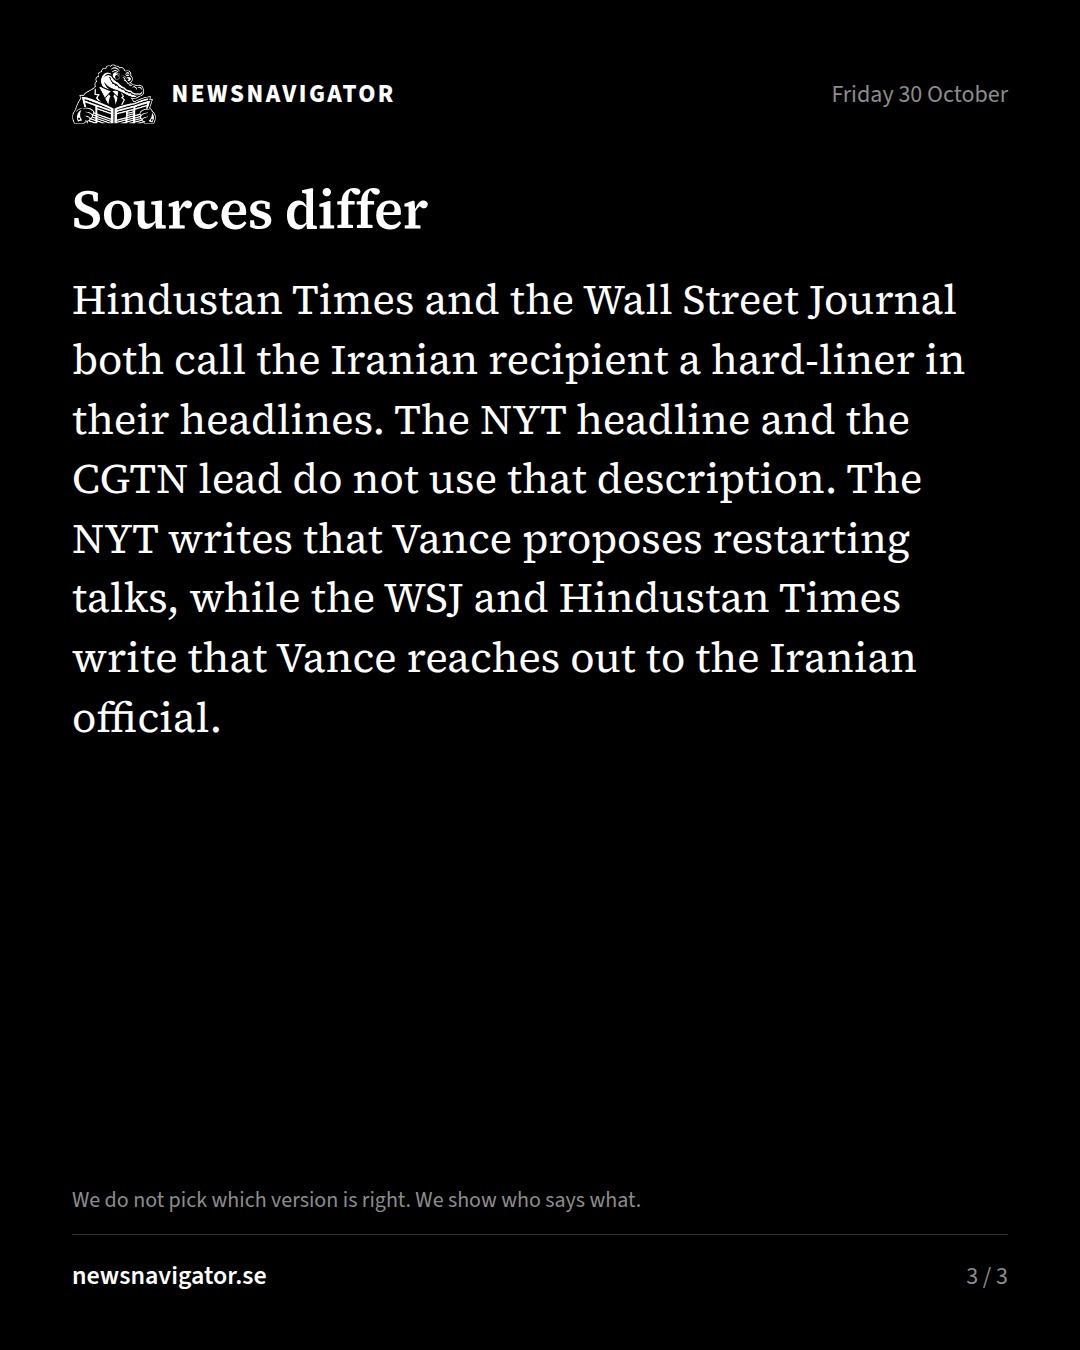 NEWSNAVIGATOR
Friday 30 October
Sources differ
Hindustan Times and the Wall Street Journal
both call the Iranian recipient a hard-liner in
their headlines. The NYT headline and the
CGTN lead do not use that description. The
NYT writes that Vance proposes restarting
talks, while the WSJ and Hindustan Times
write that Vance reaches out to the Iranian
official.
We do not pick which version is right. We show who says what.
newsnavigator.se
3 / 3